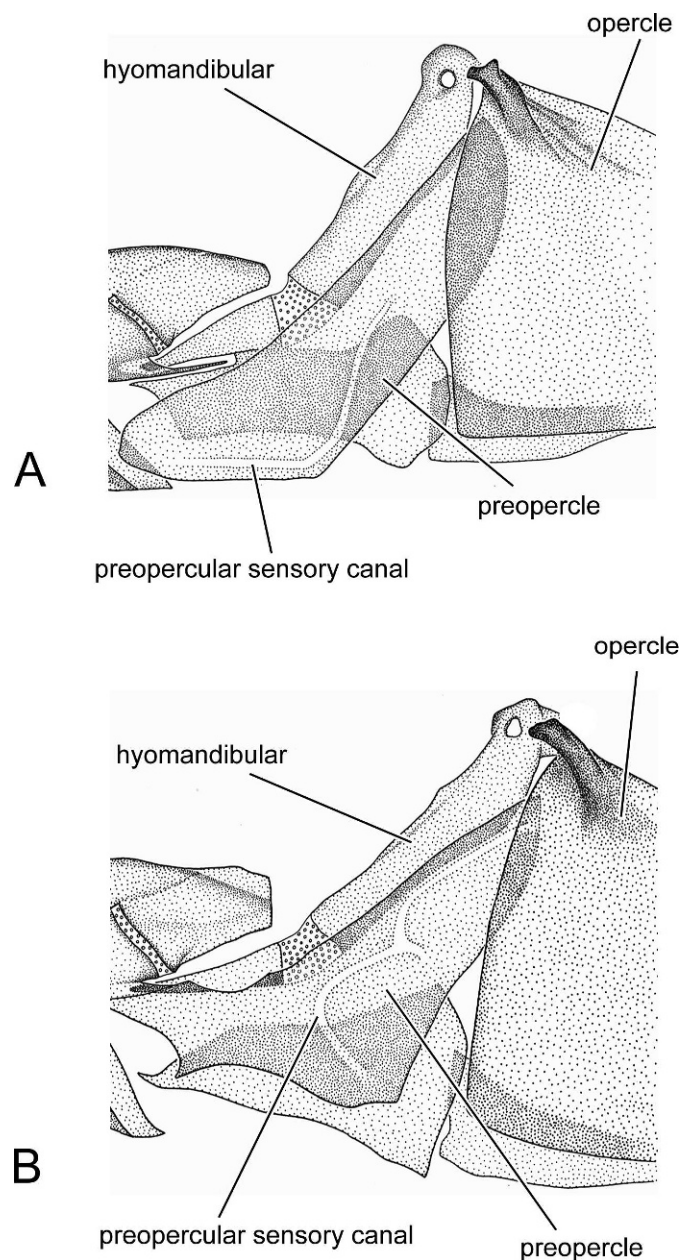 opercle
hyomandibular
A
preopercle
preopercular sensory canal
opercle
hyomandibular
B
preopercular sensory canal
preopercle